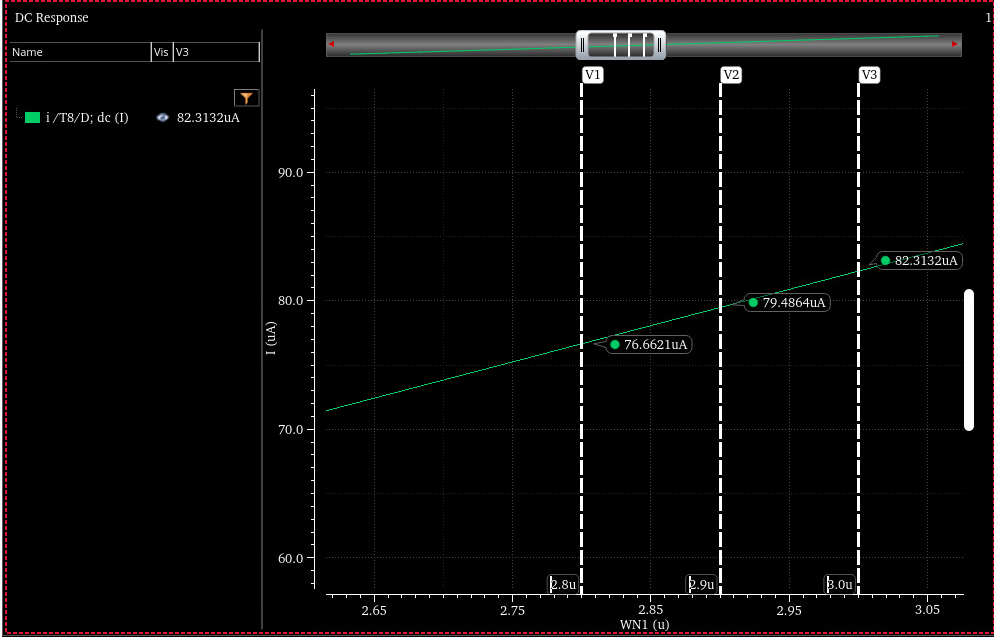 DC Response
1
Name Vis V3
i /T8/D; dc (I) 82.3132uA
V1 V2 V3
90.0
80.0
70.0
60.0
I (uA)
82.3132uA
79.4864uA
76.6621uA
2.8u 2.9u 3.0u
2.65 2.75 2.85 2.95 3.05
WN1 (u)